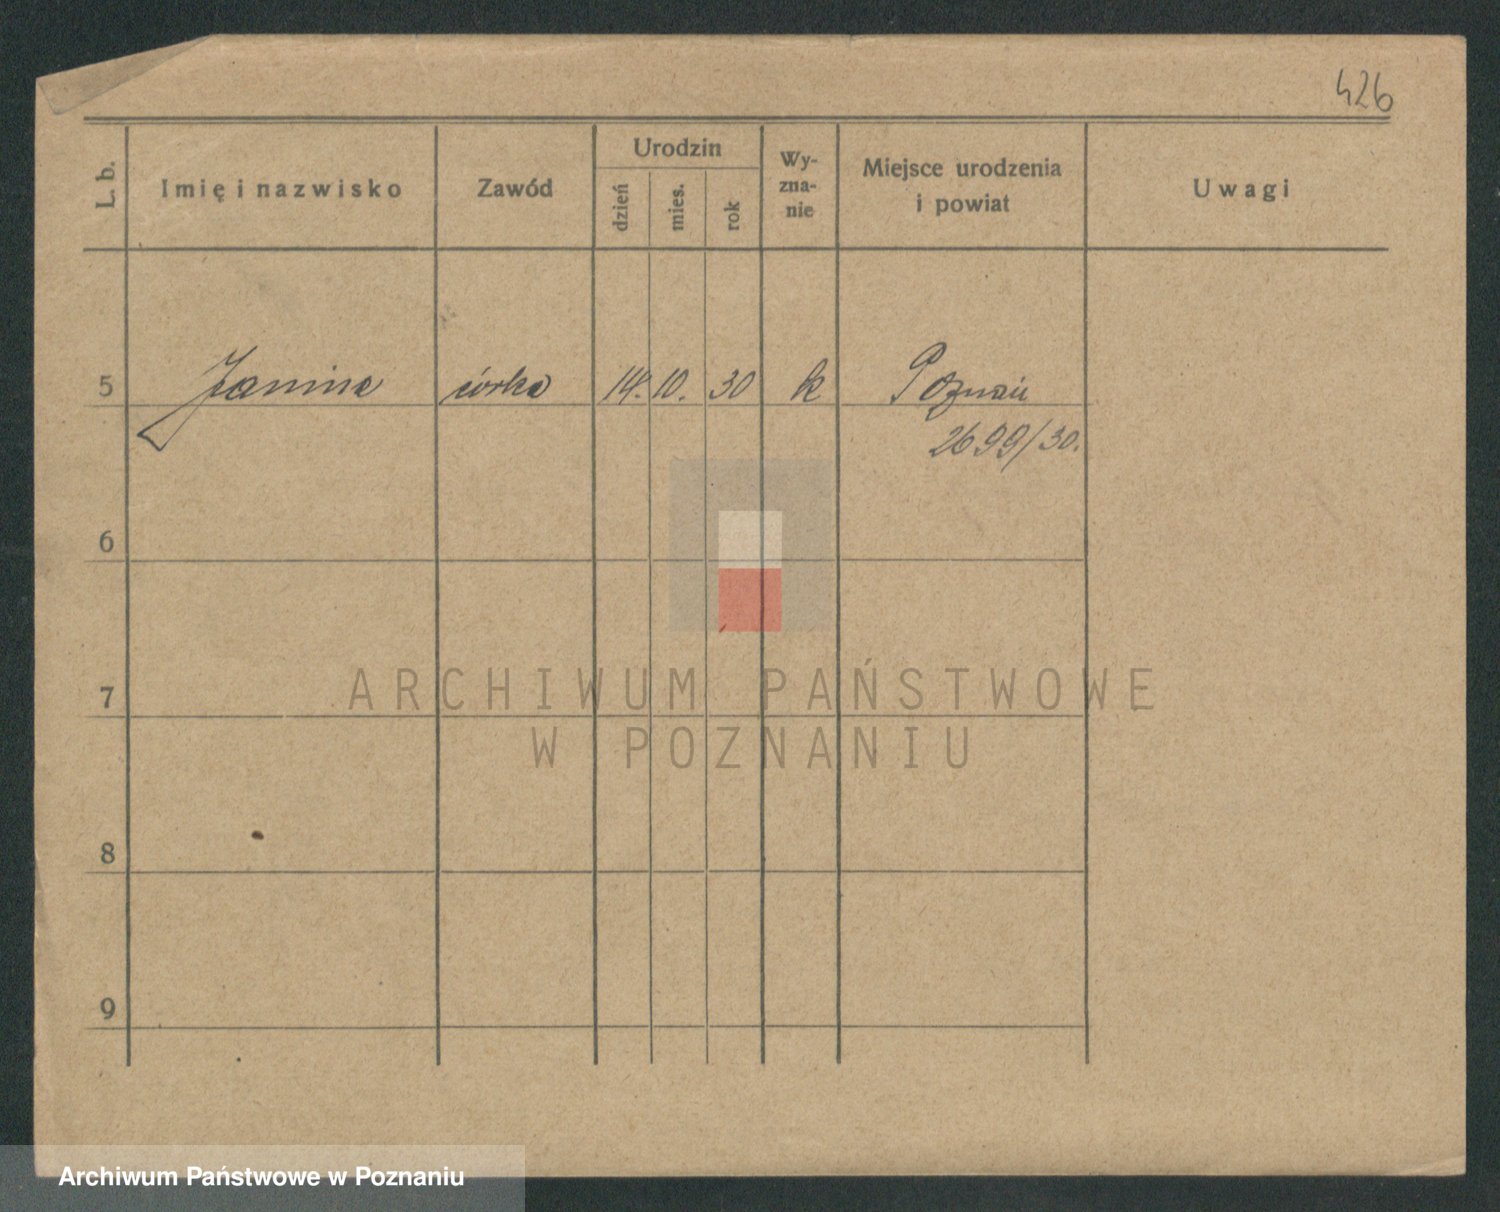 426
L. b.
Imię i nazwisko
Zawód
Urodzin
dzień
mies.
rok
Wy-
zna-
nie
Miejsce urodzenia
i powiat
Uwagi
5 Janina córka 14. 10. 30 k Poznań
2699/30.
6
7
8
9
ARCHIWUM PAŃSTWOWE
W POZNANIU
Archiwum Państwowe w Poznaniu